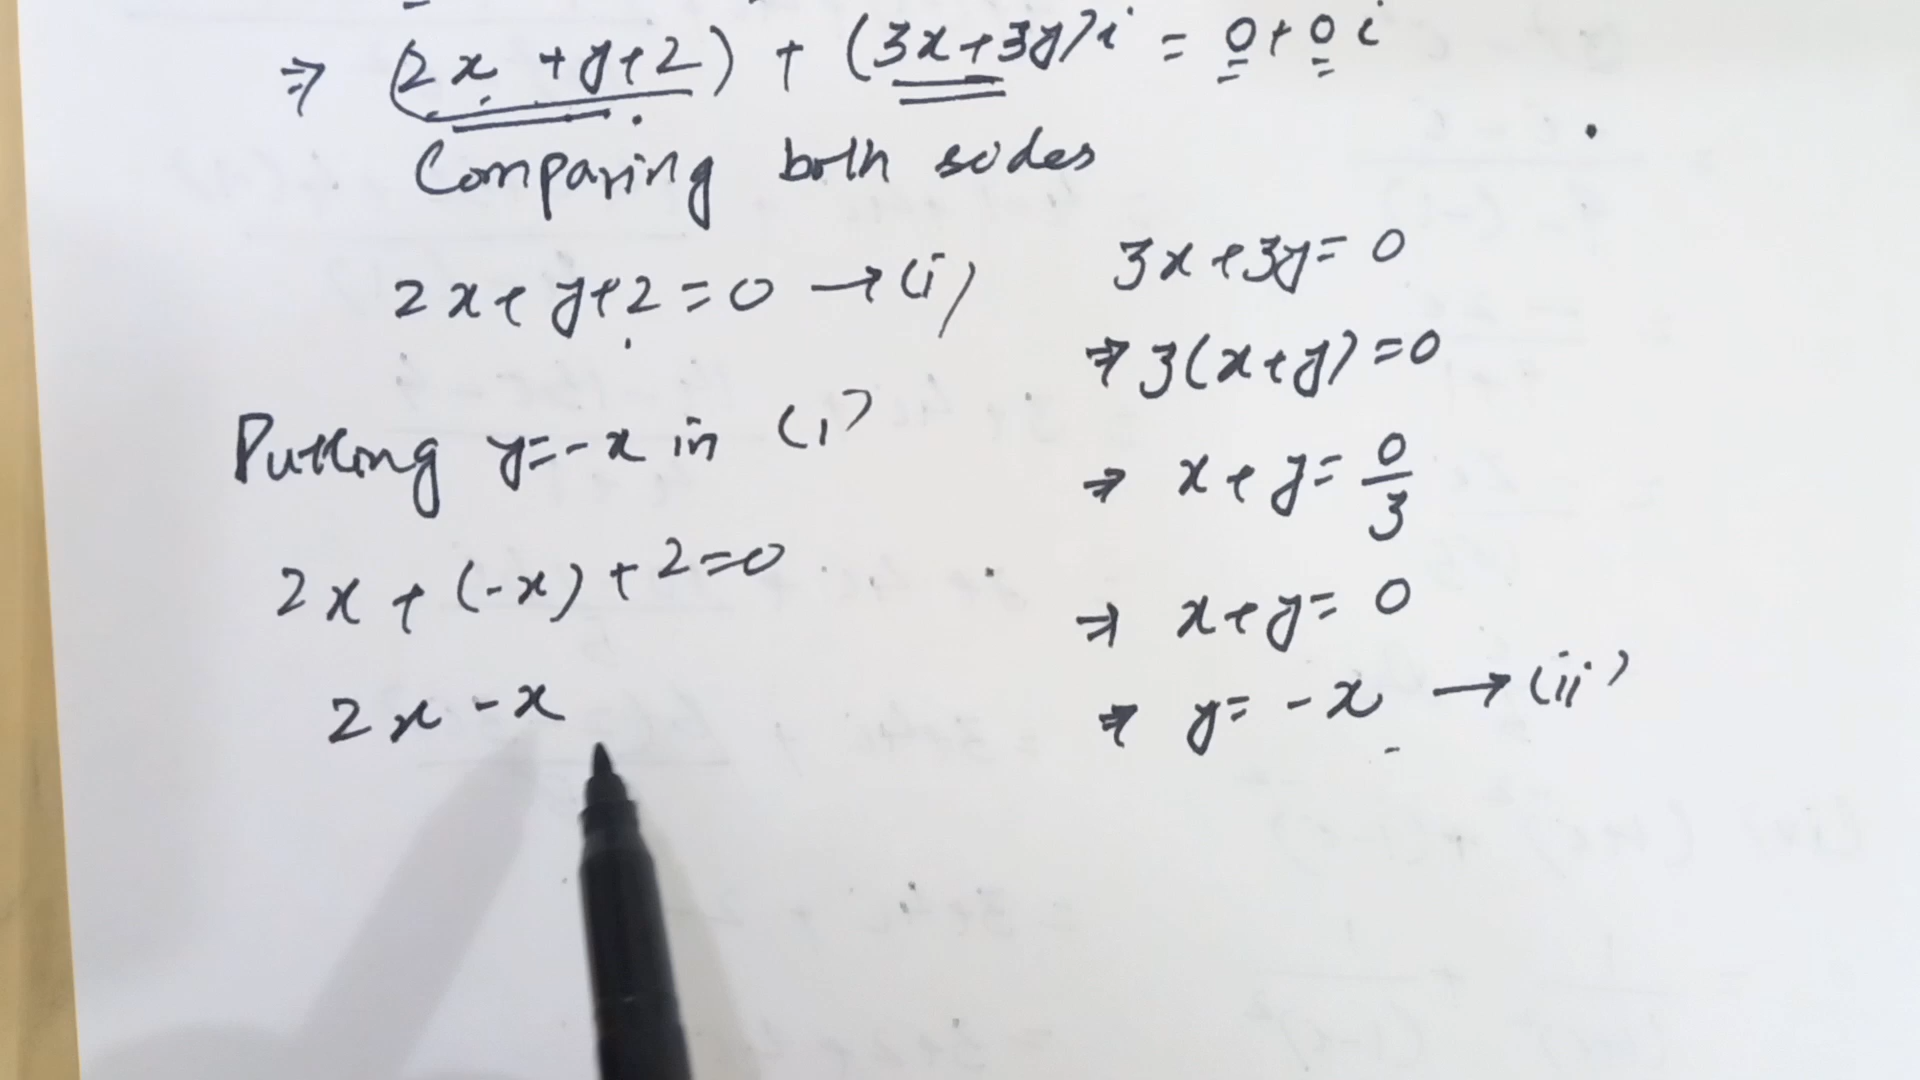 ⇒ (2x + y + 2) + (3x + 3y)i = 0 + 0i
Comparing both sides
2x + y + 2 = 0 → (i)
Putting y = -x in (i)
2x + (-x) + 2 = 0
2x - x
3x + 3y = 0
⇒ 3(x + y) = 0
⇒ x + y = 0/3
⇒ x + y = 0
⇒ y = -x → (ii)